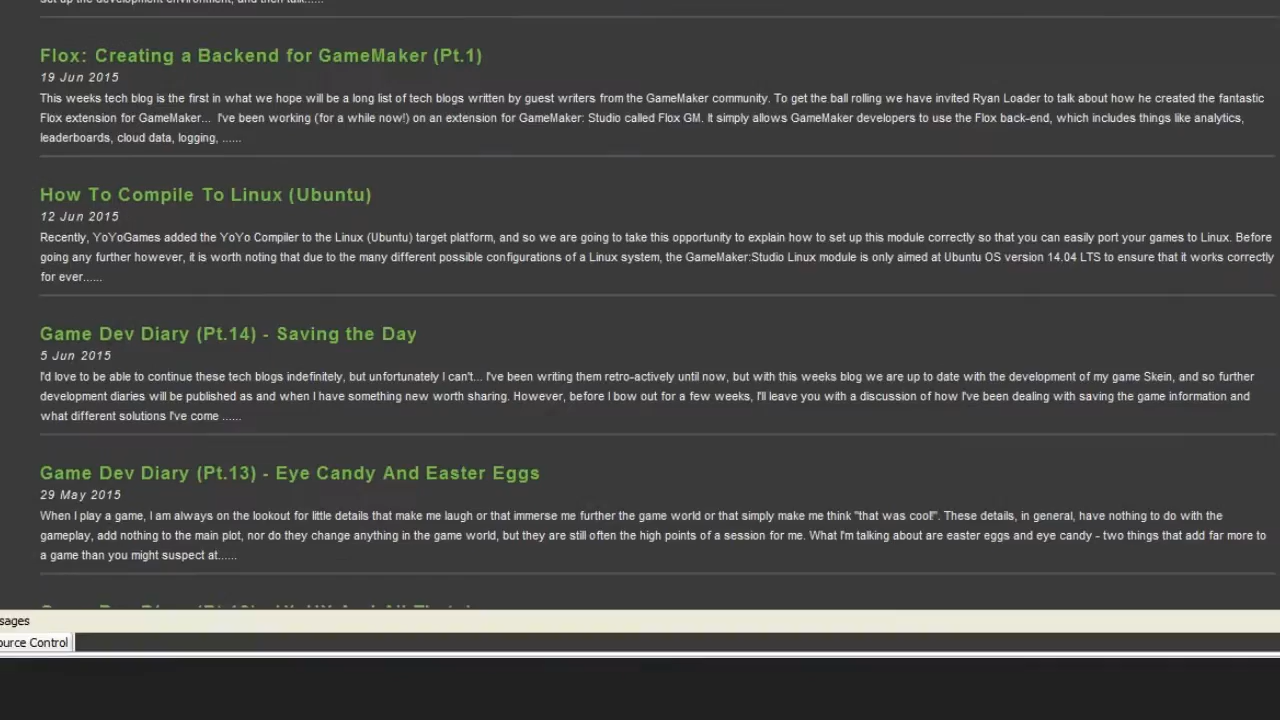 set up the development environment, and then talk......
Flox: Creating a Backend for GameMaker (Pt.1)
19 Jun 2015
This weeks tech blog is the first in what we hope will be a long list of tech blogs written by guest writers from the GameMaker community. To get the ball rolling we have invited Ryan Loader to talk about how he created the fantastic
Flox extension for GameMaker... I've been working (for a while now!) on an extension for GameMaker: Studio called Flox GM. It simply allows GameMaker developers to use the Flox back-end, which includes things like analytics,
leaderboards, cloud data, logging, ......
How To Compile To Linux (Ubuntu)
12 Jun 2015
Recently, YoYoGames added the YoYo Compiler to the Linux (Ubuntu) target platform, and so we are going to take this opportunity to explain how to set up this module correctly so that you can easily port your games to Linux. Before
going any further however, it is worth noting that due to the many different possible configurations of a Linux system, the GameMaker:Studio Linux module is only aimed at Ubuntu OS version 14.04 LTS to ensure that it works correctly
for ever......
Game Dev Diary (Pt.14) - Saving the Day
5 Jun 2015
I'd love to be able to continue these tech blogs indefinitely, but unfortunately I can't... I've been writing them retro-actively until now, but with this weeks blog we are up to date with the development of my game Skein, and so further
development diaries will be published as and when I have something new worth sharing. However, before I bow out for a few weeks, I'll leave you with a discussion of how I've been dealing with saving the game information and
what different solutions I've come ......
Game Dev Diary (Pt.13) - Eye Candy And Easter Eggs
29 May 2015
When I play a game, I am always on the lookout for little details that make me laugh or that immerse me further the game world or that simply make me think "that was cool!". These details, in general, have nothing to do with the
gameplay, add nothing to the main plot, nor do they change anything in the game world, but they are still often the high points of a session for me. What I'm talking about are easter eggs and eye candy - two things that add far more to
a game than you might suspect at......
sages
ource Control